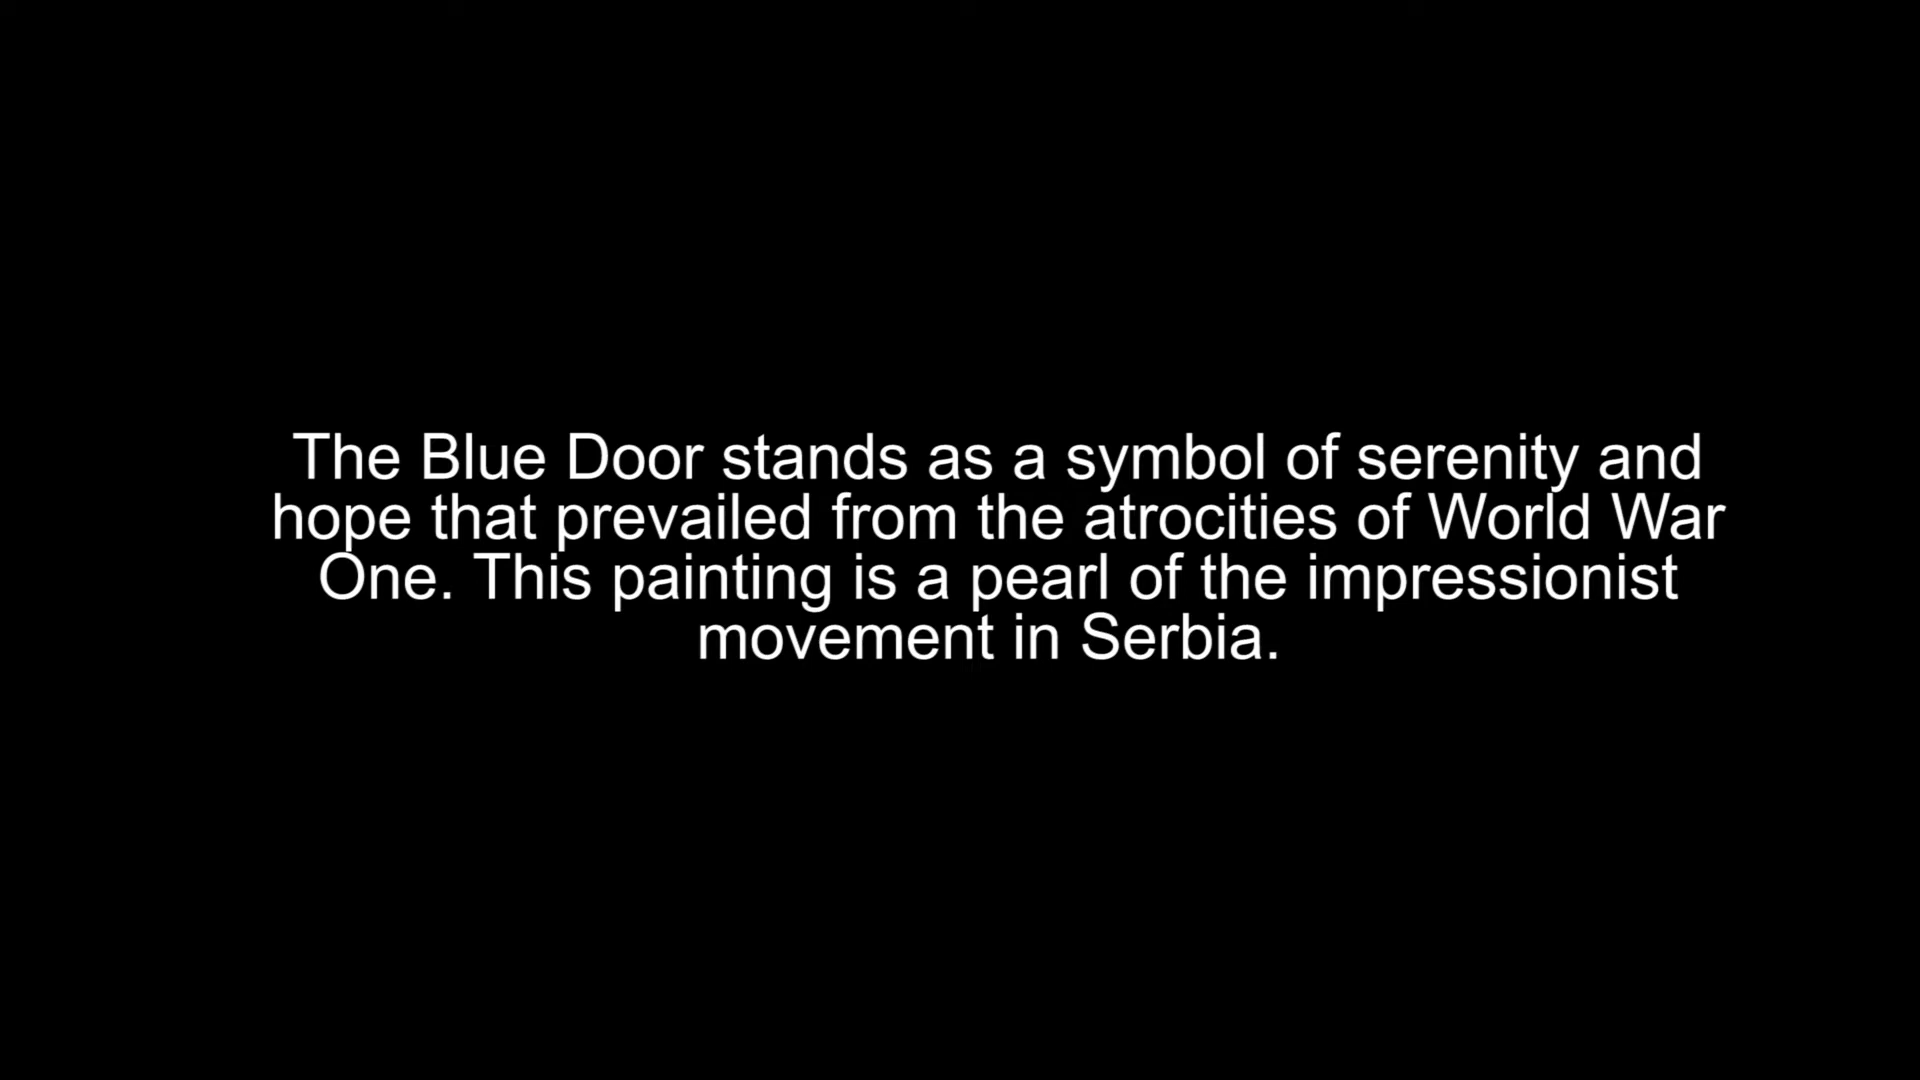 The Blue Door stands as a symbol of serenity and
hope that prevailed from the atrocities of World War
One. This painting is a pearl of the impressionist
movement in Serbia.